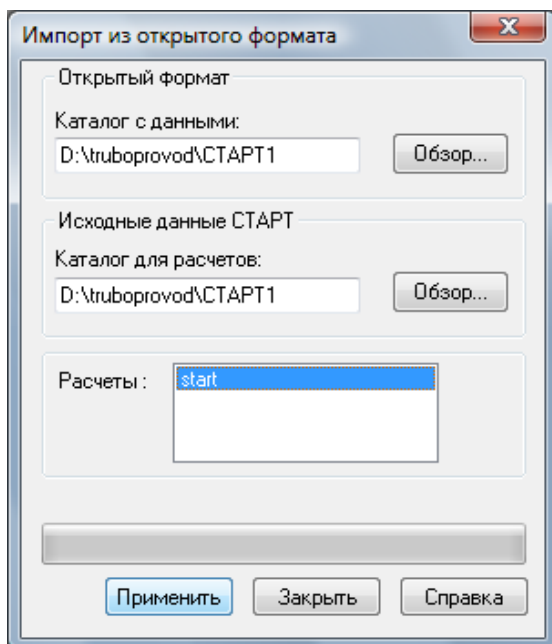 Импорт из открытого формата
Открытый формат
Каталог с данными:
D:\truboprovod\СТАРТ1
Обзор...
Исходные данные СТАРТ
Каталог для расчетов:
D:\truboprovod\СТАРТ1
Обзор...
Расчеты :
start
Применить
Закрыть
Справка